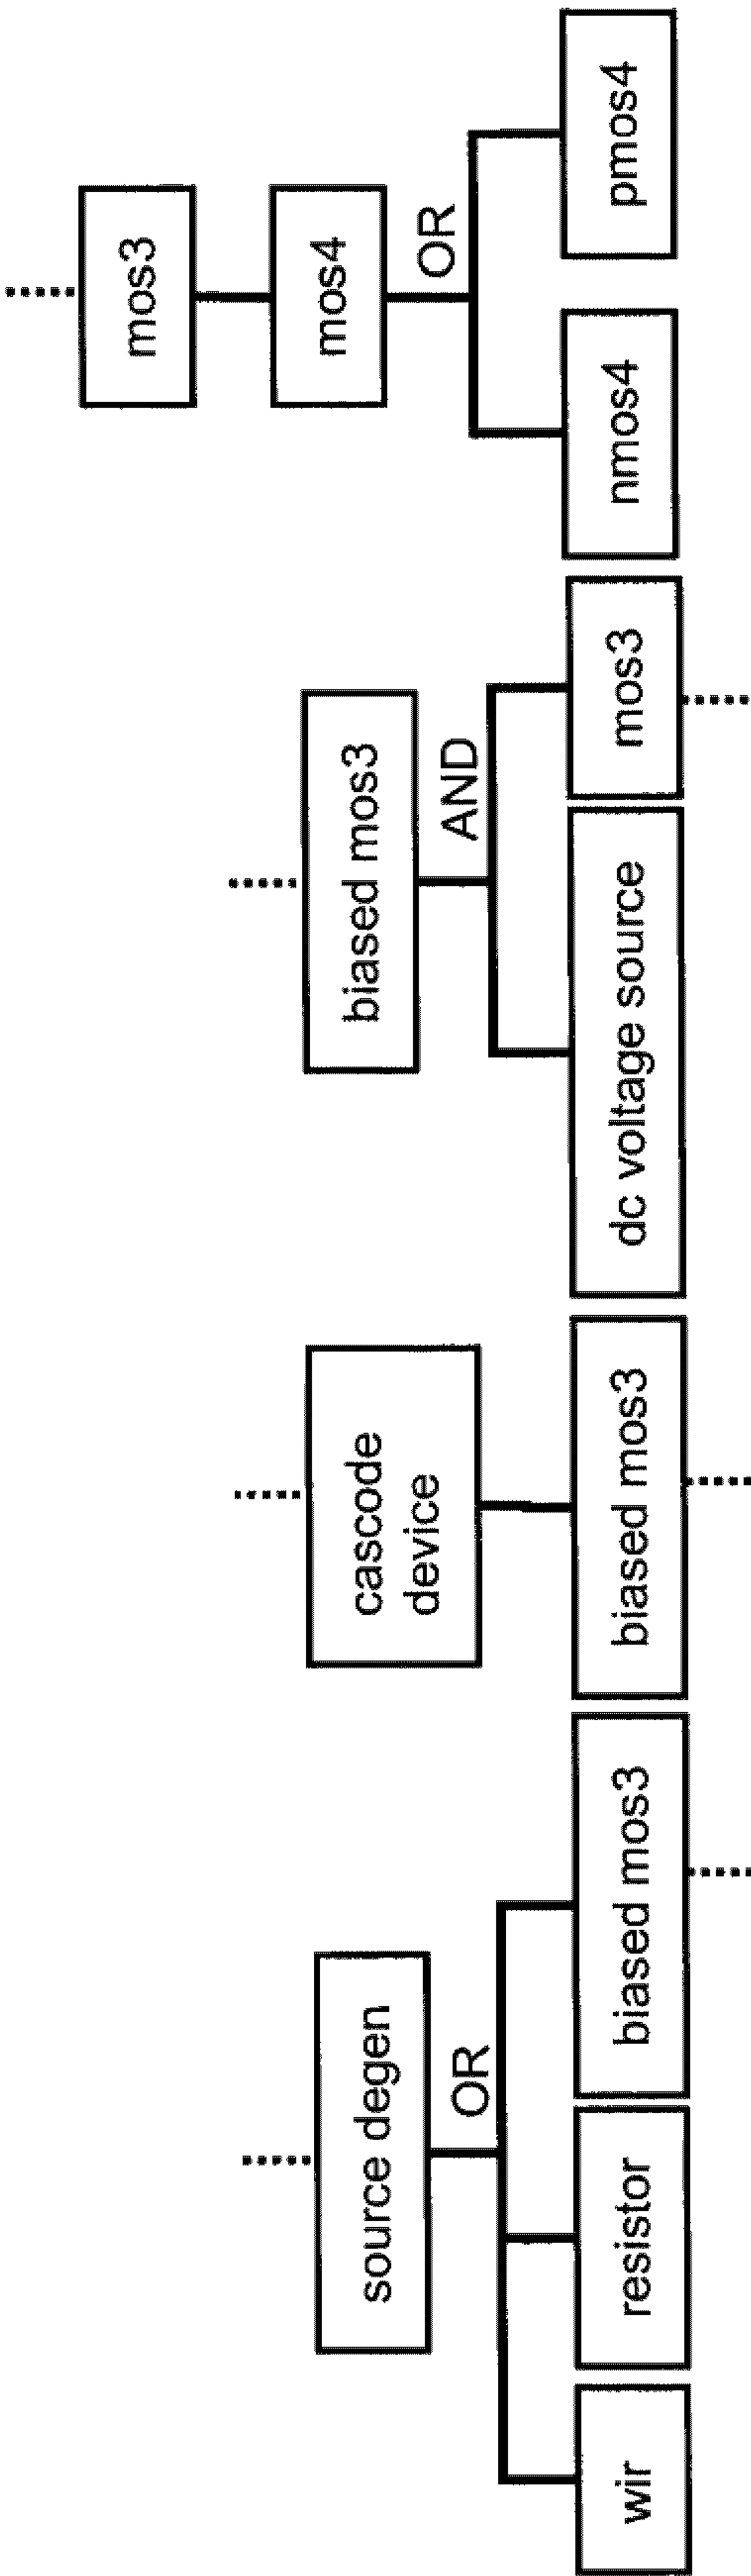 source degen
OR
wir
resistor
biased mos3
cascode
device
biased mos3
biased mos3
AND
dc voltage source
mos3
mos3
mos4
OR
nmos4
pmos4